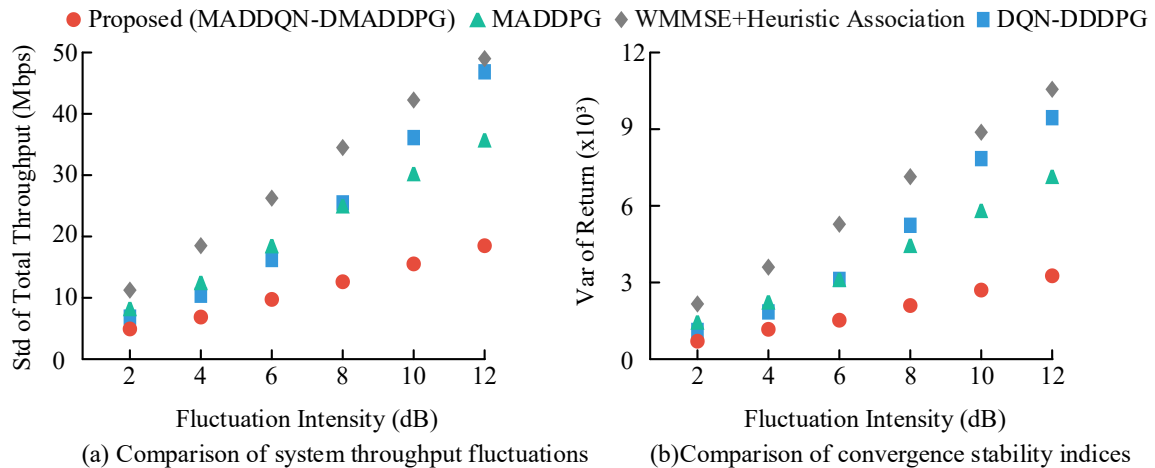 Proposed (MADDQN-DMADDPG) MADDPG WMMSE+Heuristic Association DQN-DDDPG
Std of Total Throughput (Mbps)
50
40
30
20
10
0
2 4 6 8 10 12
Fluctuation Intensity (dB)
(a) Comparison of system throughput fluctuations
Var of Return (x10³)
12
9
6
3
0
2 4 6 8 10 12
Fluctuation Intensity (dB)
(b)Comparison of convergence stability indices